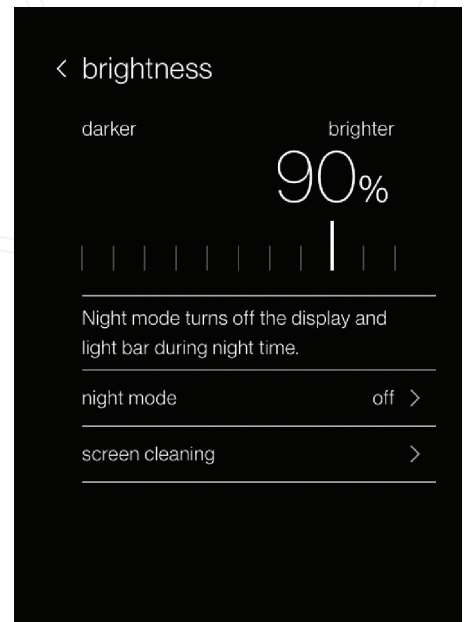 < brightness
darker brighter
90%
Night mode turns off the display and
light bar during night time.
night mode off >
screen cleaning >